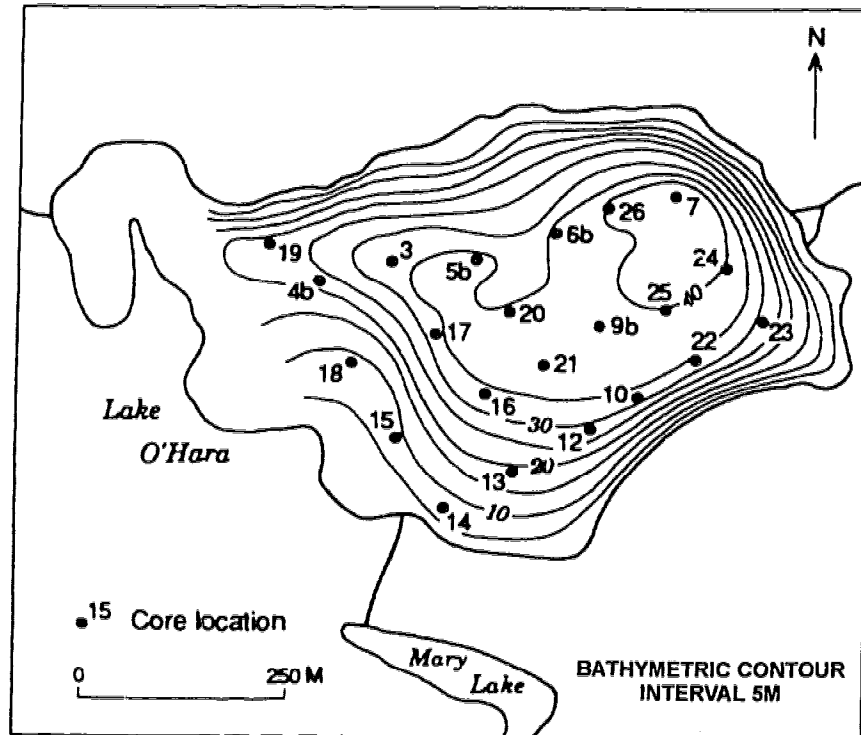 N
7
26
6b
19
3
5b
24
4b
25
40
20
17
9b
23
22
21
18
16
10
30
12
Lake
O'Hara
15
20
13
10
14
15 Core location
0 250 M
Mary
Lake
BATHYMETRIC CONTOUR
INTERVAL 5M